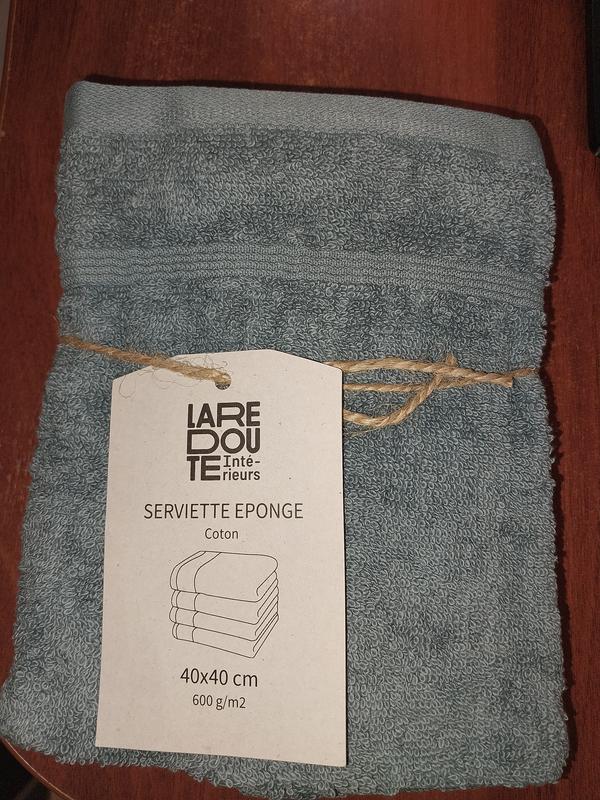 LARE
DOU
TE Inté-
rieurs
SERVIETTE EPONGE
Coton
40x40 cm
600 g/m2